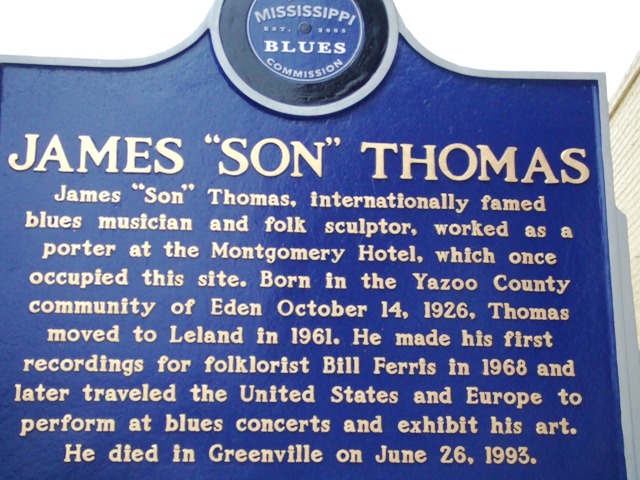 MISSISSIPPI
EST. 2005
BLUES
COMMISSION
JAMES "SON" THOMAS
James "Son" Thomas, internationally famed
blues musician and folk sculptor, worked as a
porter at the Montgomery Hotel, which once
occupied this site. Born in the Yazoo County
community of Eden October 14, 1926, Thomas
moved to Leland in 1961. He made his first
recordings for folklorist Bill Ferris in 1968 and
later traveled the United States and Europe to
perform at blues concerts and exhibit his art.
He died in Greenville on June 26, 1993.